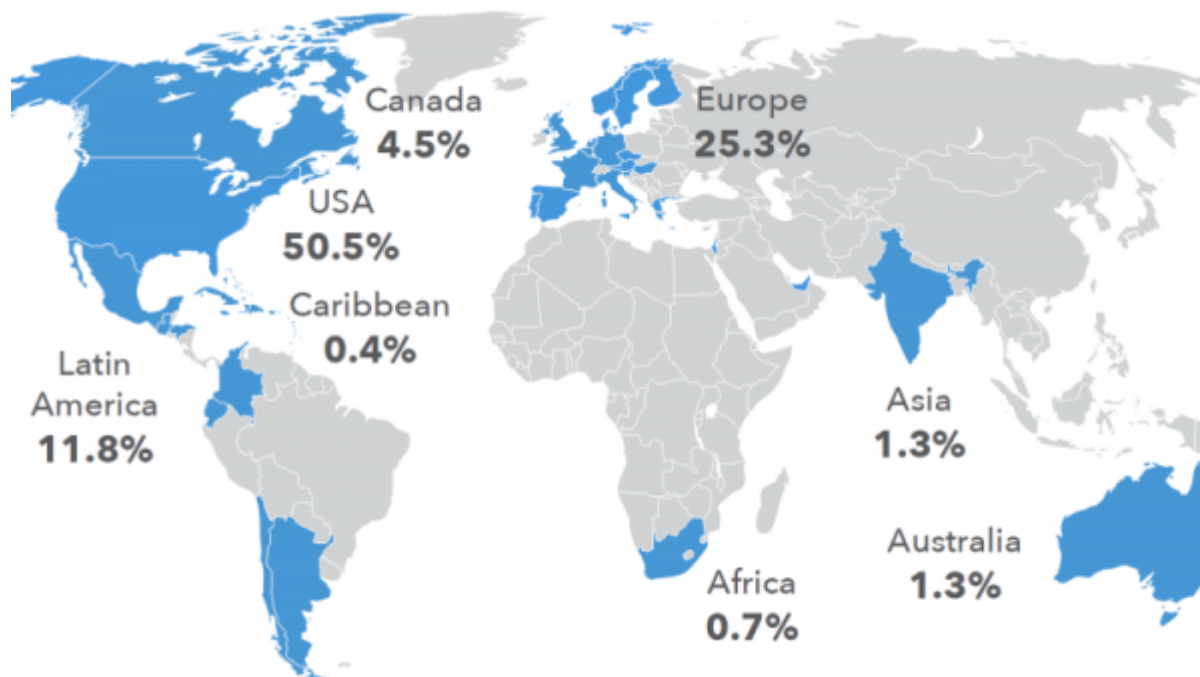 Canada
4.5%
Europe
25.3%
USA
50.5%
Caribbean
0.4%
Latin
America
11.8%
Asia
1.3%
Australia
1.3%
Africa
0.7%